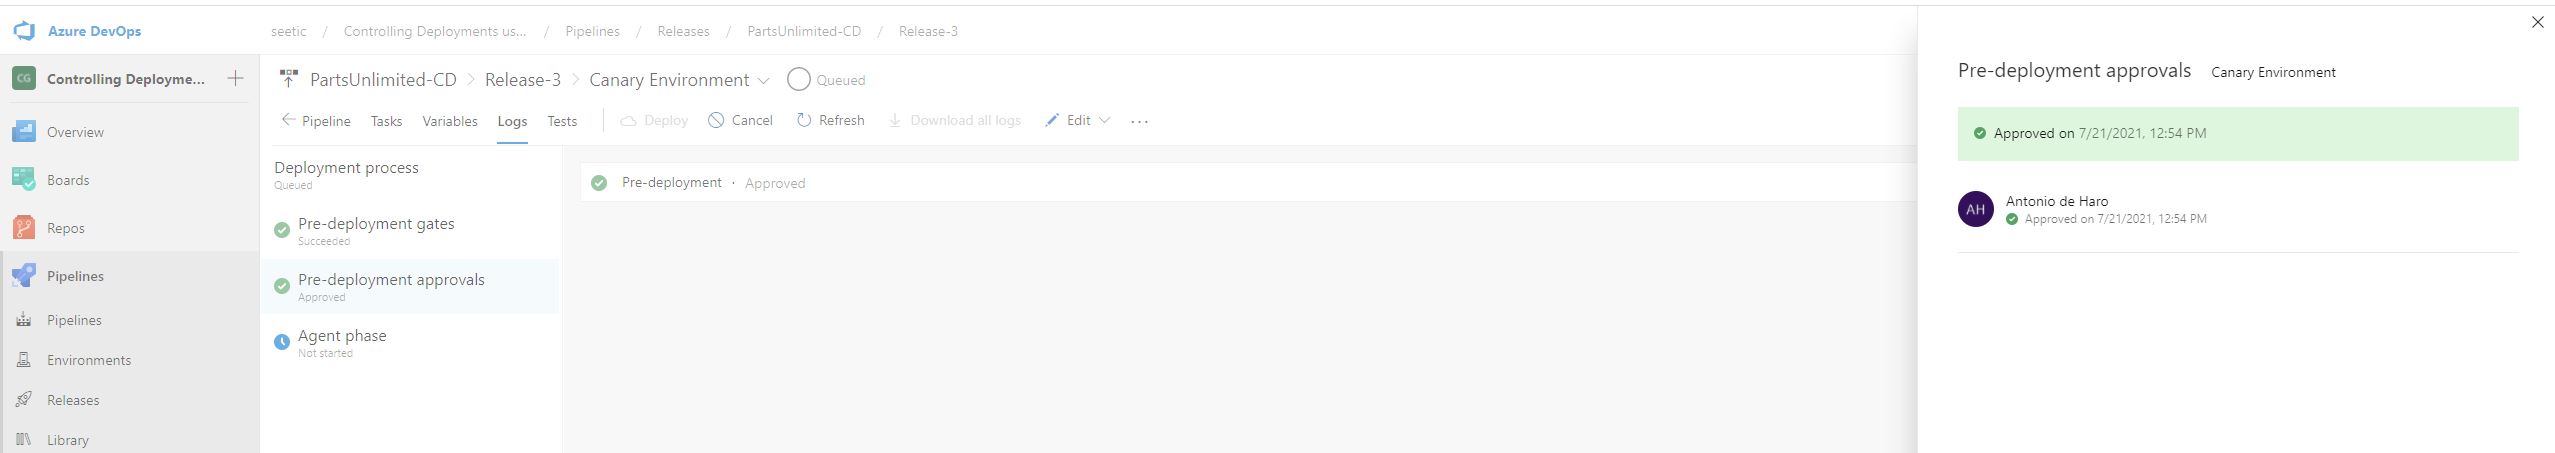 Azure DevOps
seetic / Controlling Deployments us... / Pipelines / Releases / PartsUnlimited-CD / Release-3
CG Controlling Deployme... +
Overview
Boards
Repos
Pipelines
Pipelines
Environments
Releases
Library
PartsUnlimited-CD > Release-3 > Canary Environment Queued
Pipeline Tasks Variables Logs Tests Deploy Cancel Refresh Download all logs Edit ...
Deployment process
Queued
Pre-deployment gates
Succeeded
Pre-deployment approvals
Approved
Agent phase
Not started
Pre-deployment · Approved
Pre-deployment approvals Canary Environment
Approved on 7/21/2021, 12:54 PM
AH Antonio de Haro
Approved on 7/21/2021, 12:54 PM